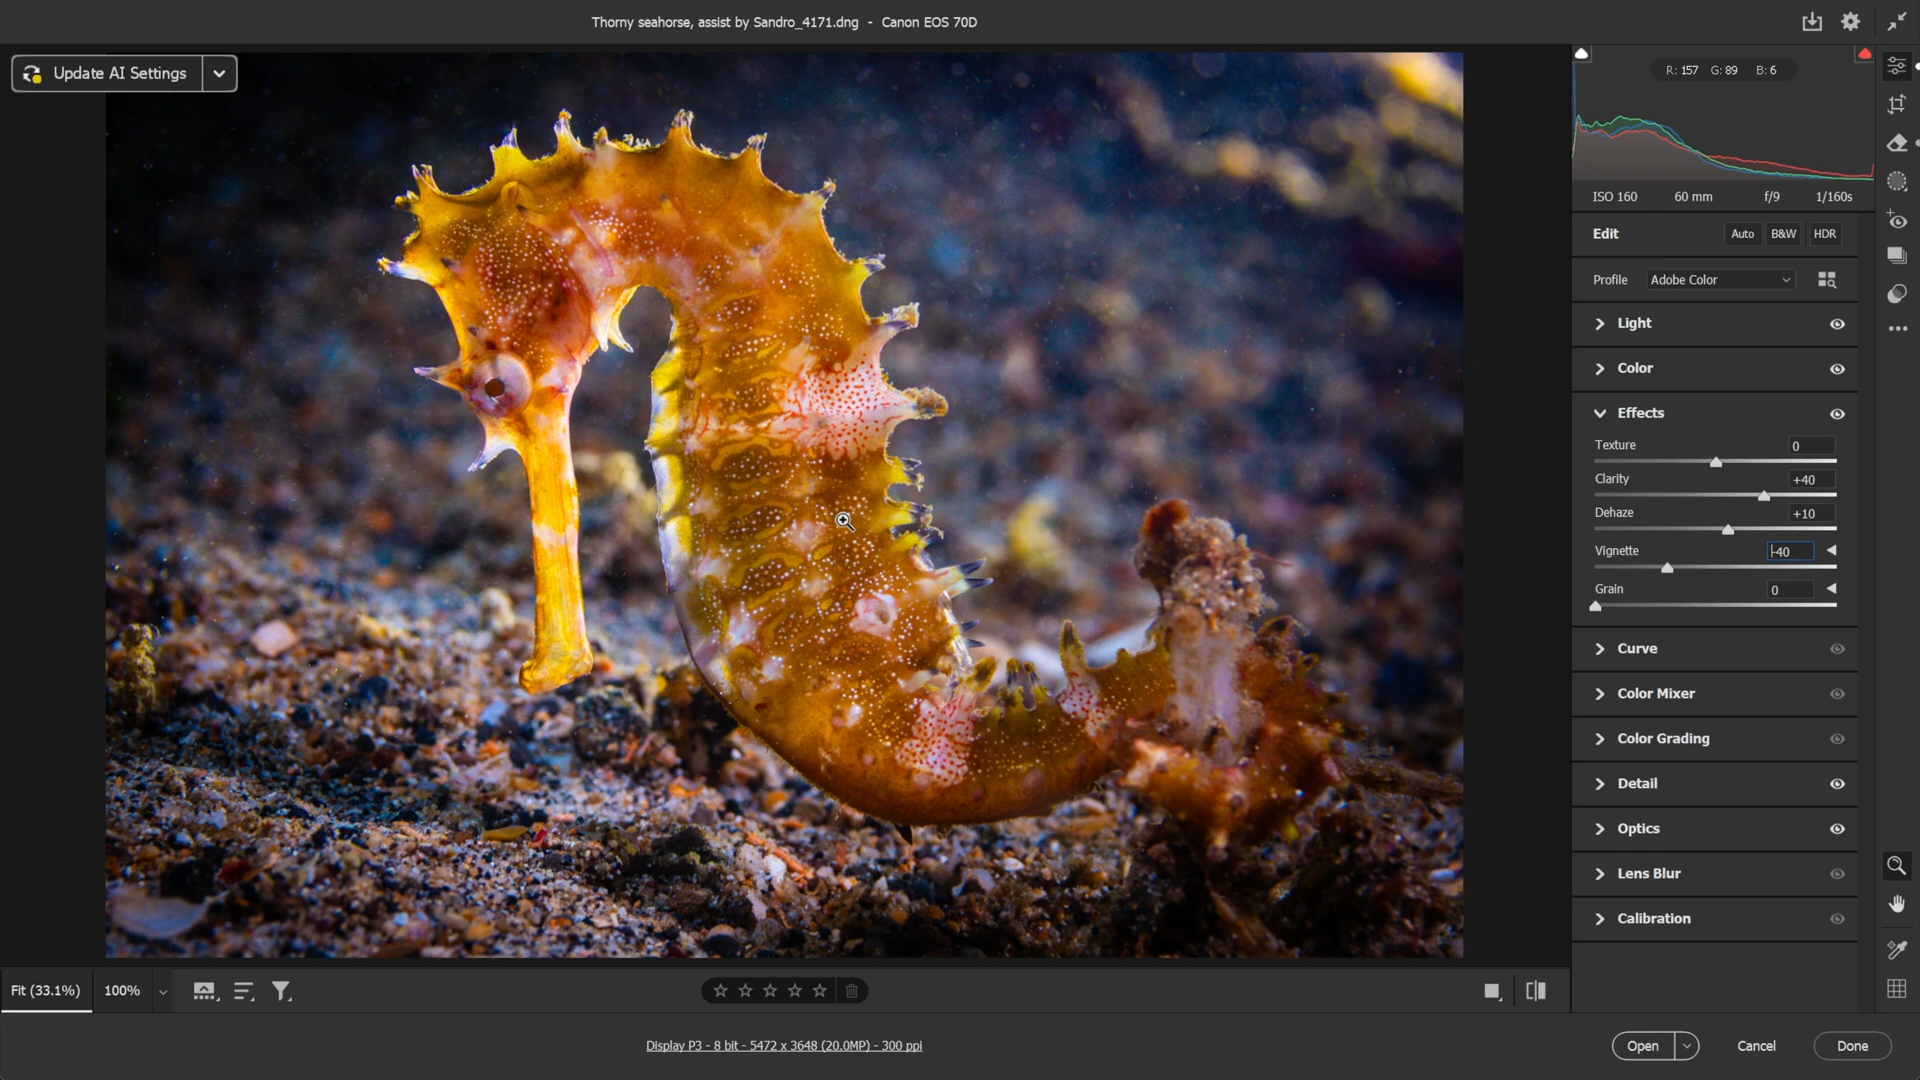 Thorny seahorse, assist by Sandro_4171.dng - Canon EOS 70D
Update AI Settings
R: 157 G: 89 B: 6
ISO 160 60 mm f/9 1/160s
Edit Auto B&W HDR
Profile Adobe Color
Light
Color
Effects
Texture 0
Clarity +40
Dehaze +10
Vignette -40
Grain 0
Curve
Color Mixer
Color Grading
Detail
Optics
Lens Blur
Calibration
Fit (33.1%) 100%
Display P3 - 8 bit - 5472 x 3648 (20.0MP) - 300 ppi
Open Cancel Done